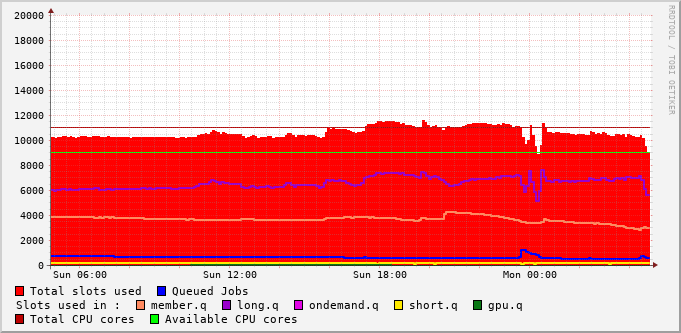 RRDTOOL / TOBI OETIKER
20000
18000
16000
14000
12000
10000
8000
6000
4000
2000
0
Sun 06:00 Sun 12:00 Sun 18:00 Mon 00:00
Total slots used Queued Jobs
Slots used in : member.q long.q ondemand.q short.q gpu.q
Total CPU cores Available CPU cores